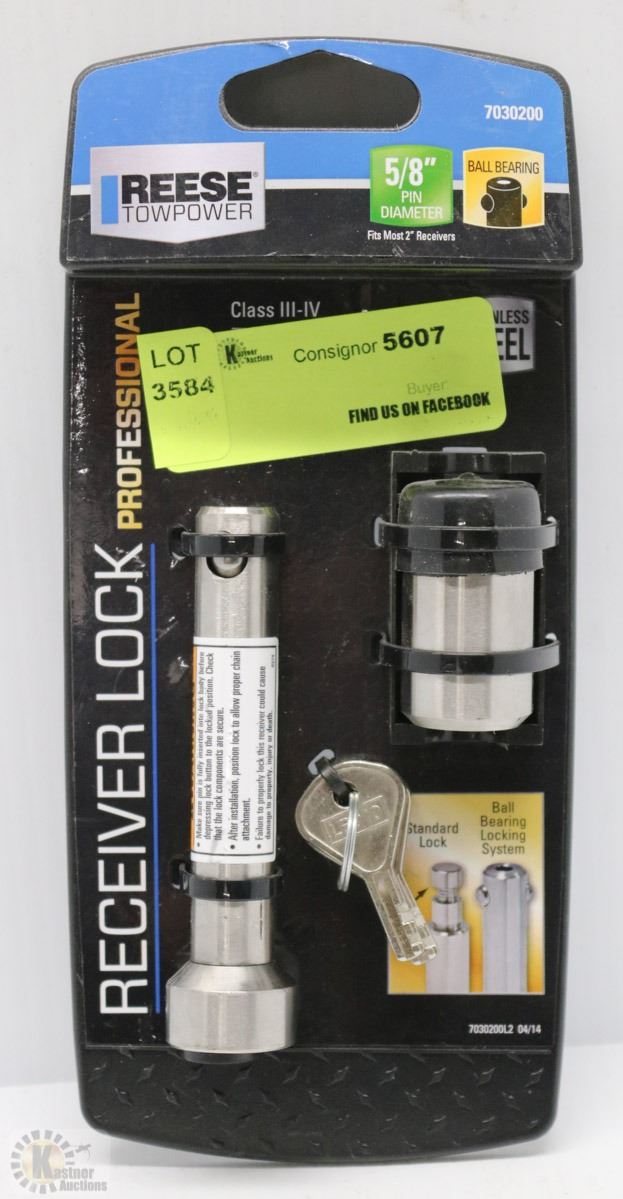 7030200
REESE®
TOWPOWER
5/8"
PIN
DIAMETER
Fits Most 2" Receivers
BALL BEARING
Class III-IV
LOT
3584
Kastner
Auctions
Consignor 5607
Buyer
FIND US ON FACEBOOK
RECEIVER LOCK PROFESSIONAL
• Make sure pin is fully inserted into lock body before
depressing lock button to the locked position. Check
that the lock components are secure.
• After installation, position lock to allow proper chain
attachment.
• Failure to properly lock this receiver could cause
damage to property, injury or death.
Standard
Lock
Ball
Bearing
Locking
System
7030200L2 04/14
Kastner
Auctions